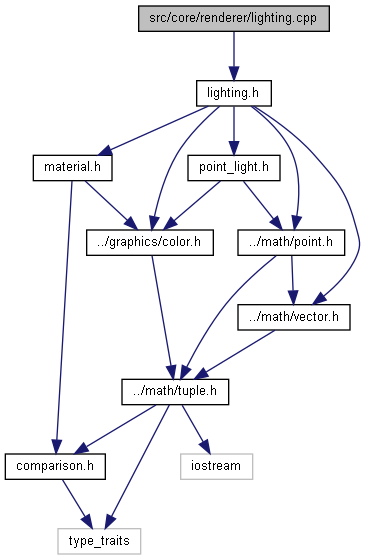 src/core/renderer/lighting.cpp
lighting.h
material.h
point_light.h
../graphics/color.h
../math/point.h
../math/vector.h
../math/tuple.h
comparison.h
iostream
type_traits